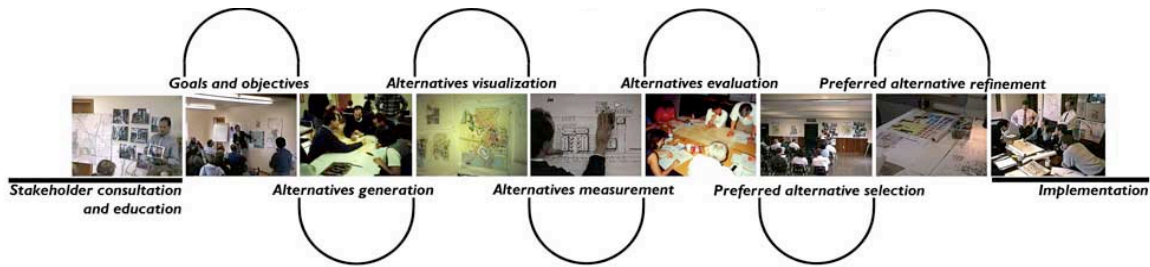 Goals and objectives
Alternatives visualization
Alternatives evaluation
Preferred alternative refinement
Stakeholder consultation
and education
Alternatives generation
Alternatives measurement
Preferred alternative selection
Implementation